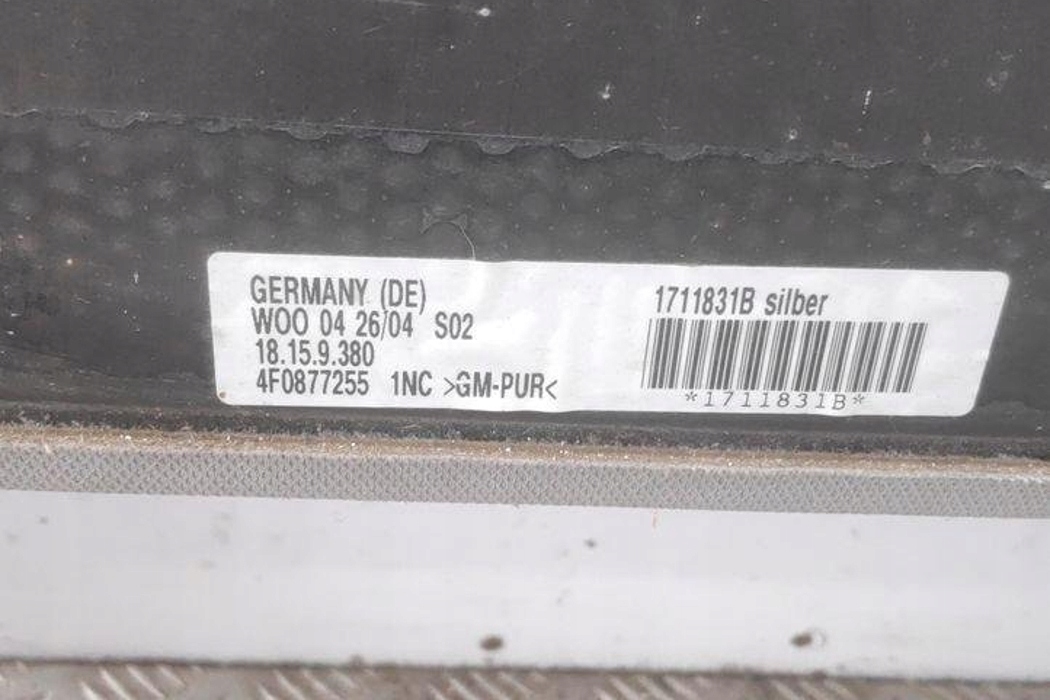 GERMANY (DE)
WOO 04 26/04 S02
18.15.9.380
4F0877255 1NC >GM-PUR<
1711831B silber
*1711831B*